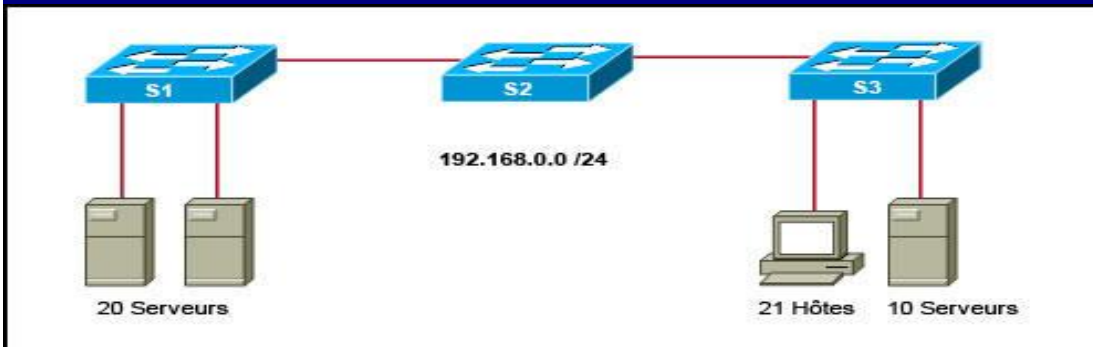 S1
S2
S3
192.168.0.0 /24
20 Serveurs
21 Hôtes
10 Serveurs